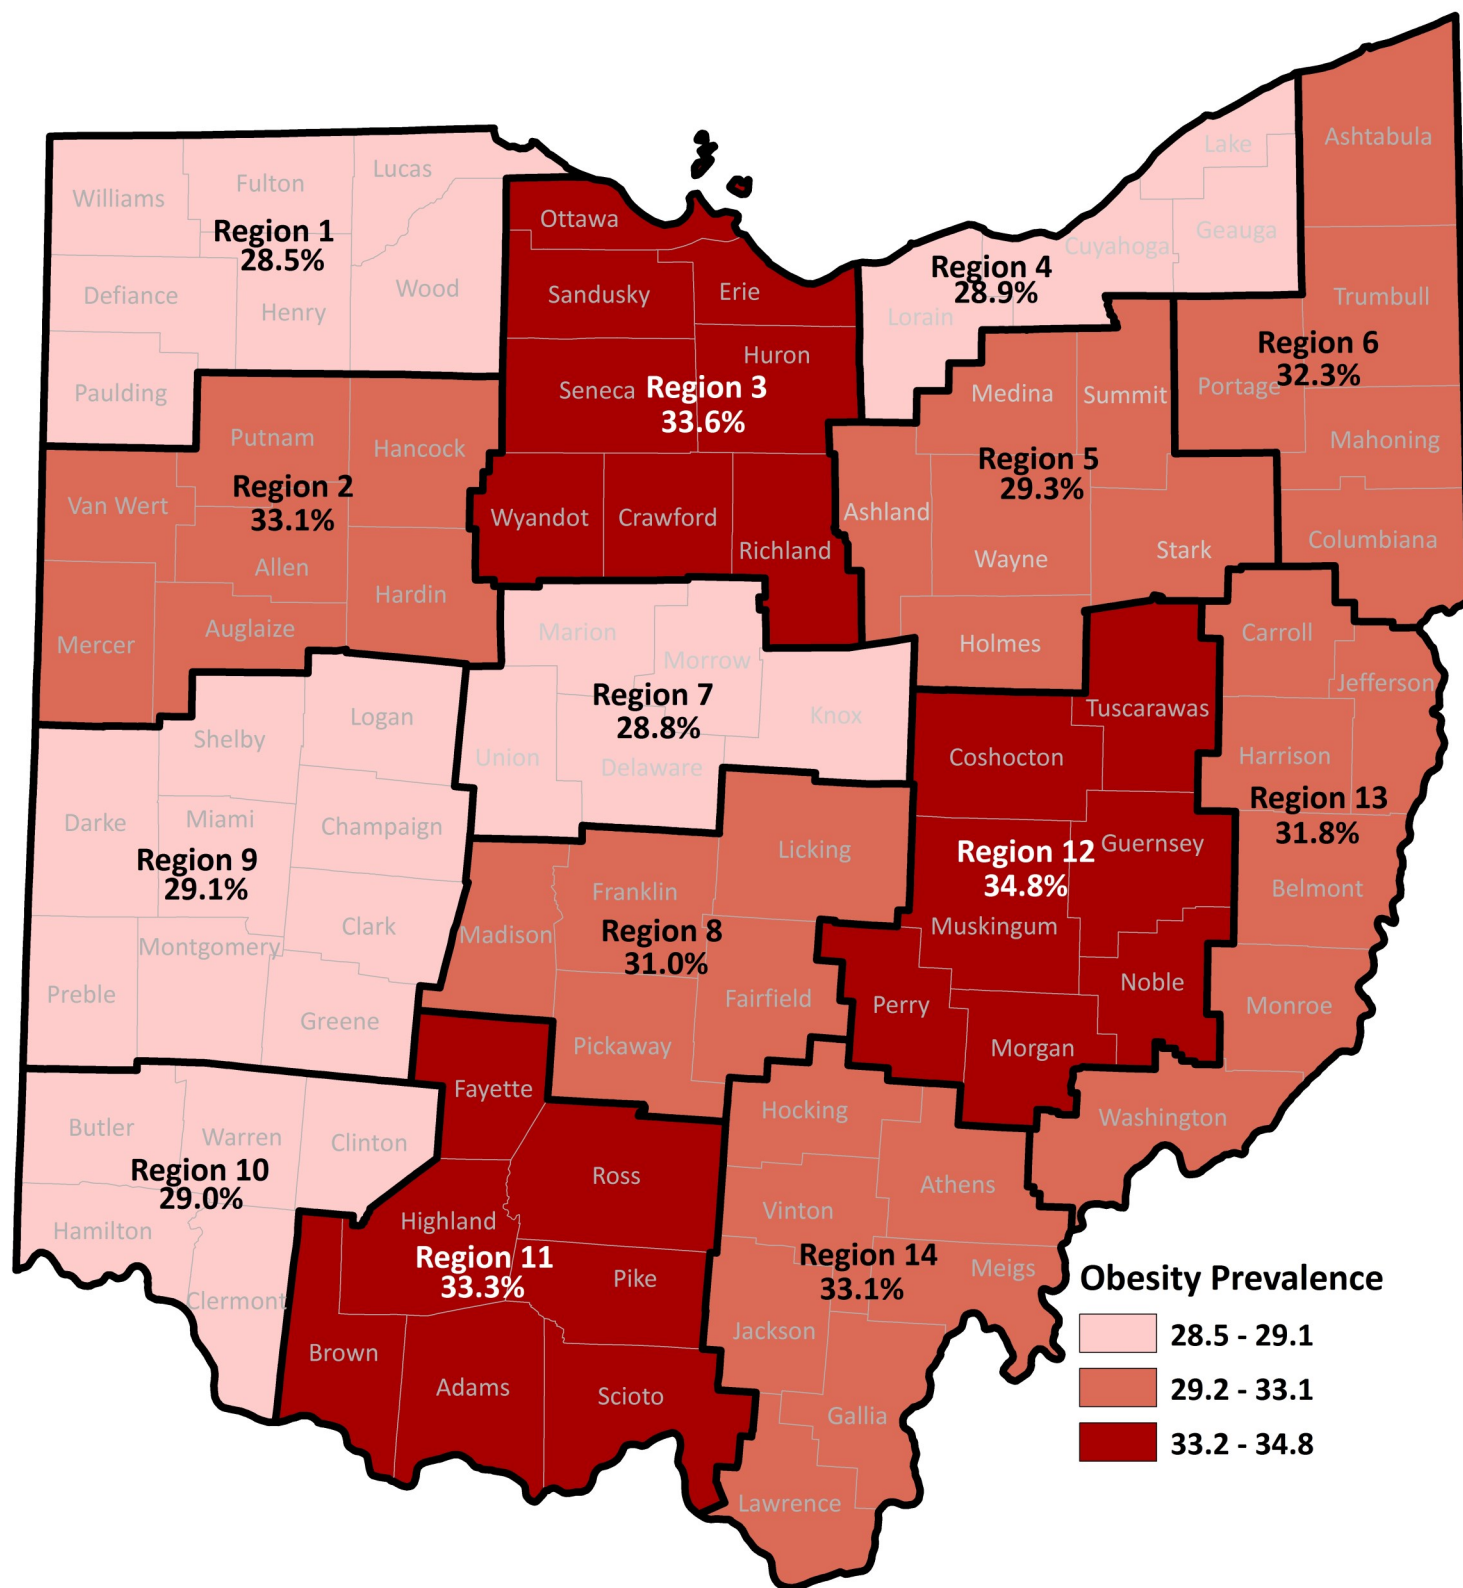 Ashtabula
Lake
Geauga
Cuyahoga
Lorain
Region 4
28.9%
Williams
Fulton
Lucas
Region 1
28.5%
Defiance
Henry
Wood
Paulding
Ottawa
Sandusky
Erie
Huron
Seneca
Region 3
33.6%
Wyandot
Crawford
Richland
Trumbull
Region 6
32.3%
Portage
Mahoning
Columbiana
Medina
Summit
Region 5
29.3%
Ashland
Wayne
Stark
Holmes
Putnam
Hancock
Region 2
33.1%
Van Wert
Allen
Hardin
Auglaize
Mercer
Marion
Morrow
Region 7
28.8%
Knox
Union
Delaware
Carroll
Jefferson
Harrison
Region 13
31.8%
Belmont
Monroe
Washington
Tuscarawas
Coshocton
Guernsey
Region 12
34.8%
Muskingum
Noble
Perry
Morgan
Logan
Shelby
Darke
Miami
Champaign
Region 9
29.1%
Clark
Montgomery
Preble
Greene
Licking
Franklin
Region 8
31.0%
Madison
Fairfield
Pickaway
Butler
Warren
Clinton
Region 10
29.0%
Hamilton
Clermont
Fayette
Ross
Highland
Region 11
33.3%
Pike
Brown
Adams
Scioto
Hocking
Athens
Vinton
Region 14
33.1%
Meigs
Jackson
Gallia
Lawrence
Obesity Prevalence
28.5 - 29.1
29.2 - 33.1
33.2 - 34.8